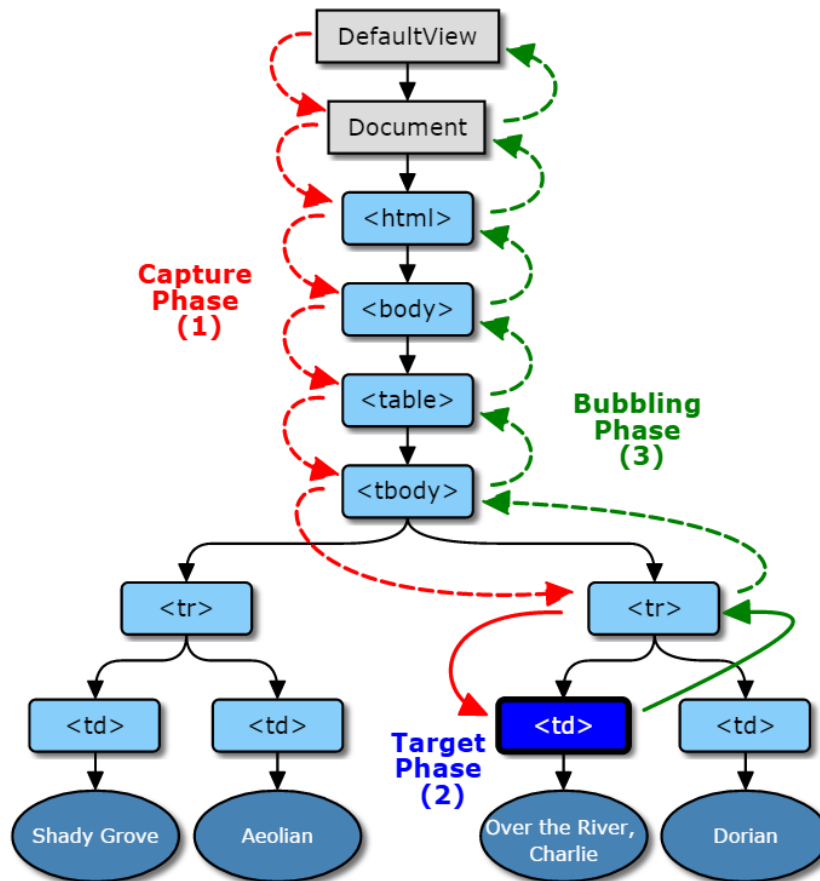 DefaultView
Document
<html>
Capture
Phase
(1)
<body>
<table>
Bubbling
Phase
(3)
<tbody>
<tr>
<tr>
<td>
<td>
<td>
<td>
Target
Phase
(2)
Shady Grove
Aeolian
Over the River,
Charlie
Dorian